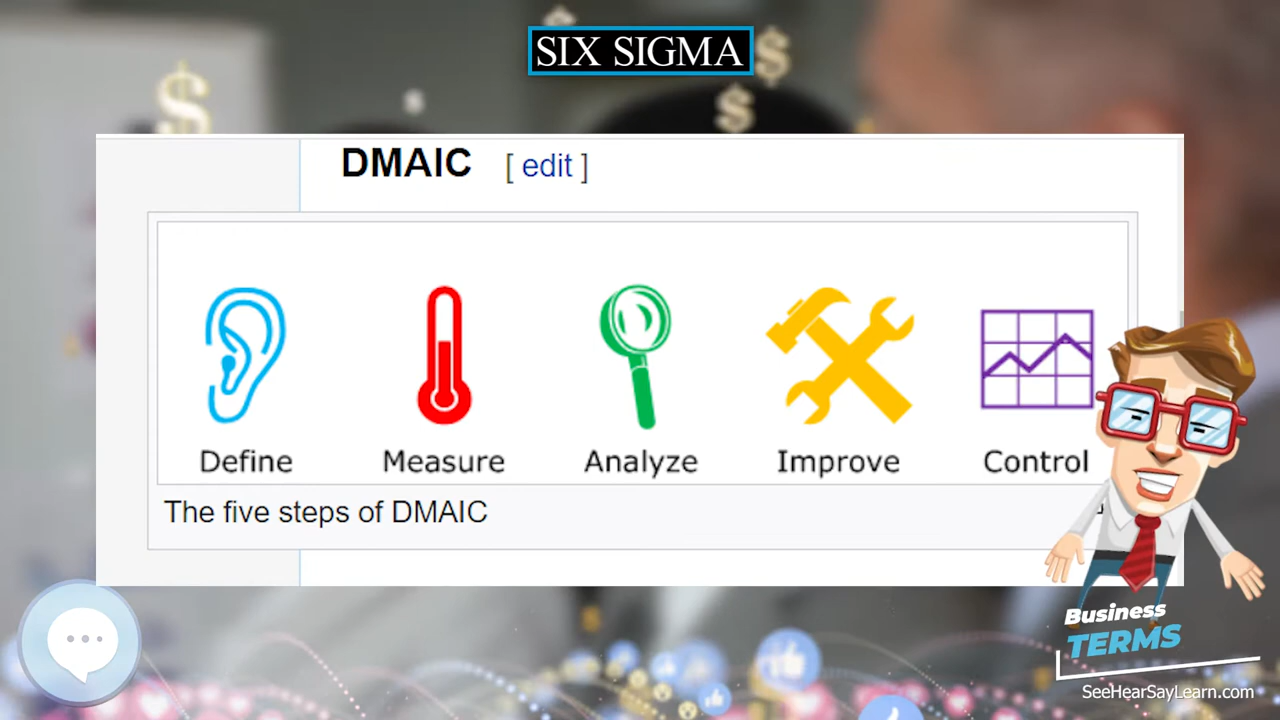 SIX SIGMA
DMAIC [ edit ]
Define Measure Analyze Improve Control
The five steps of DMAIC
Business
TERMS
SeeHearSayLearn.com